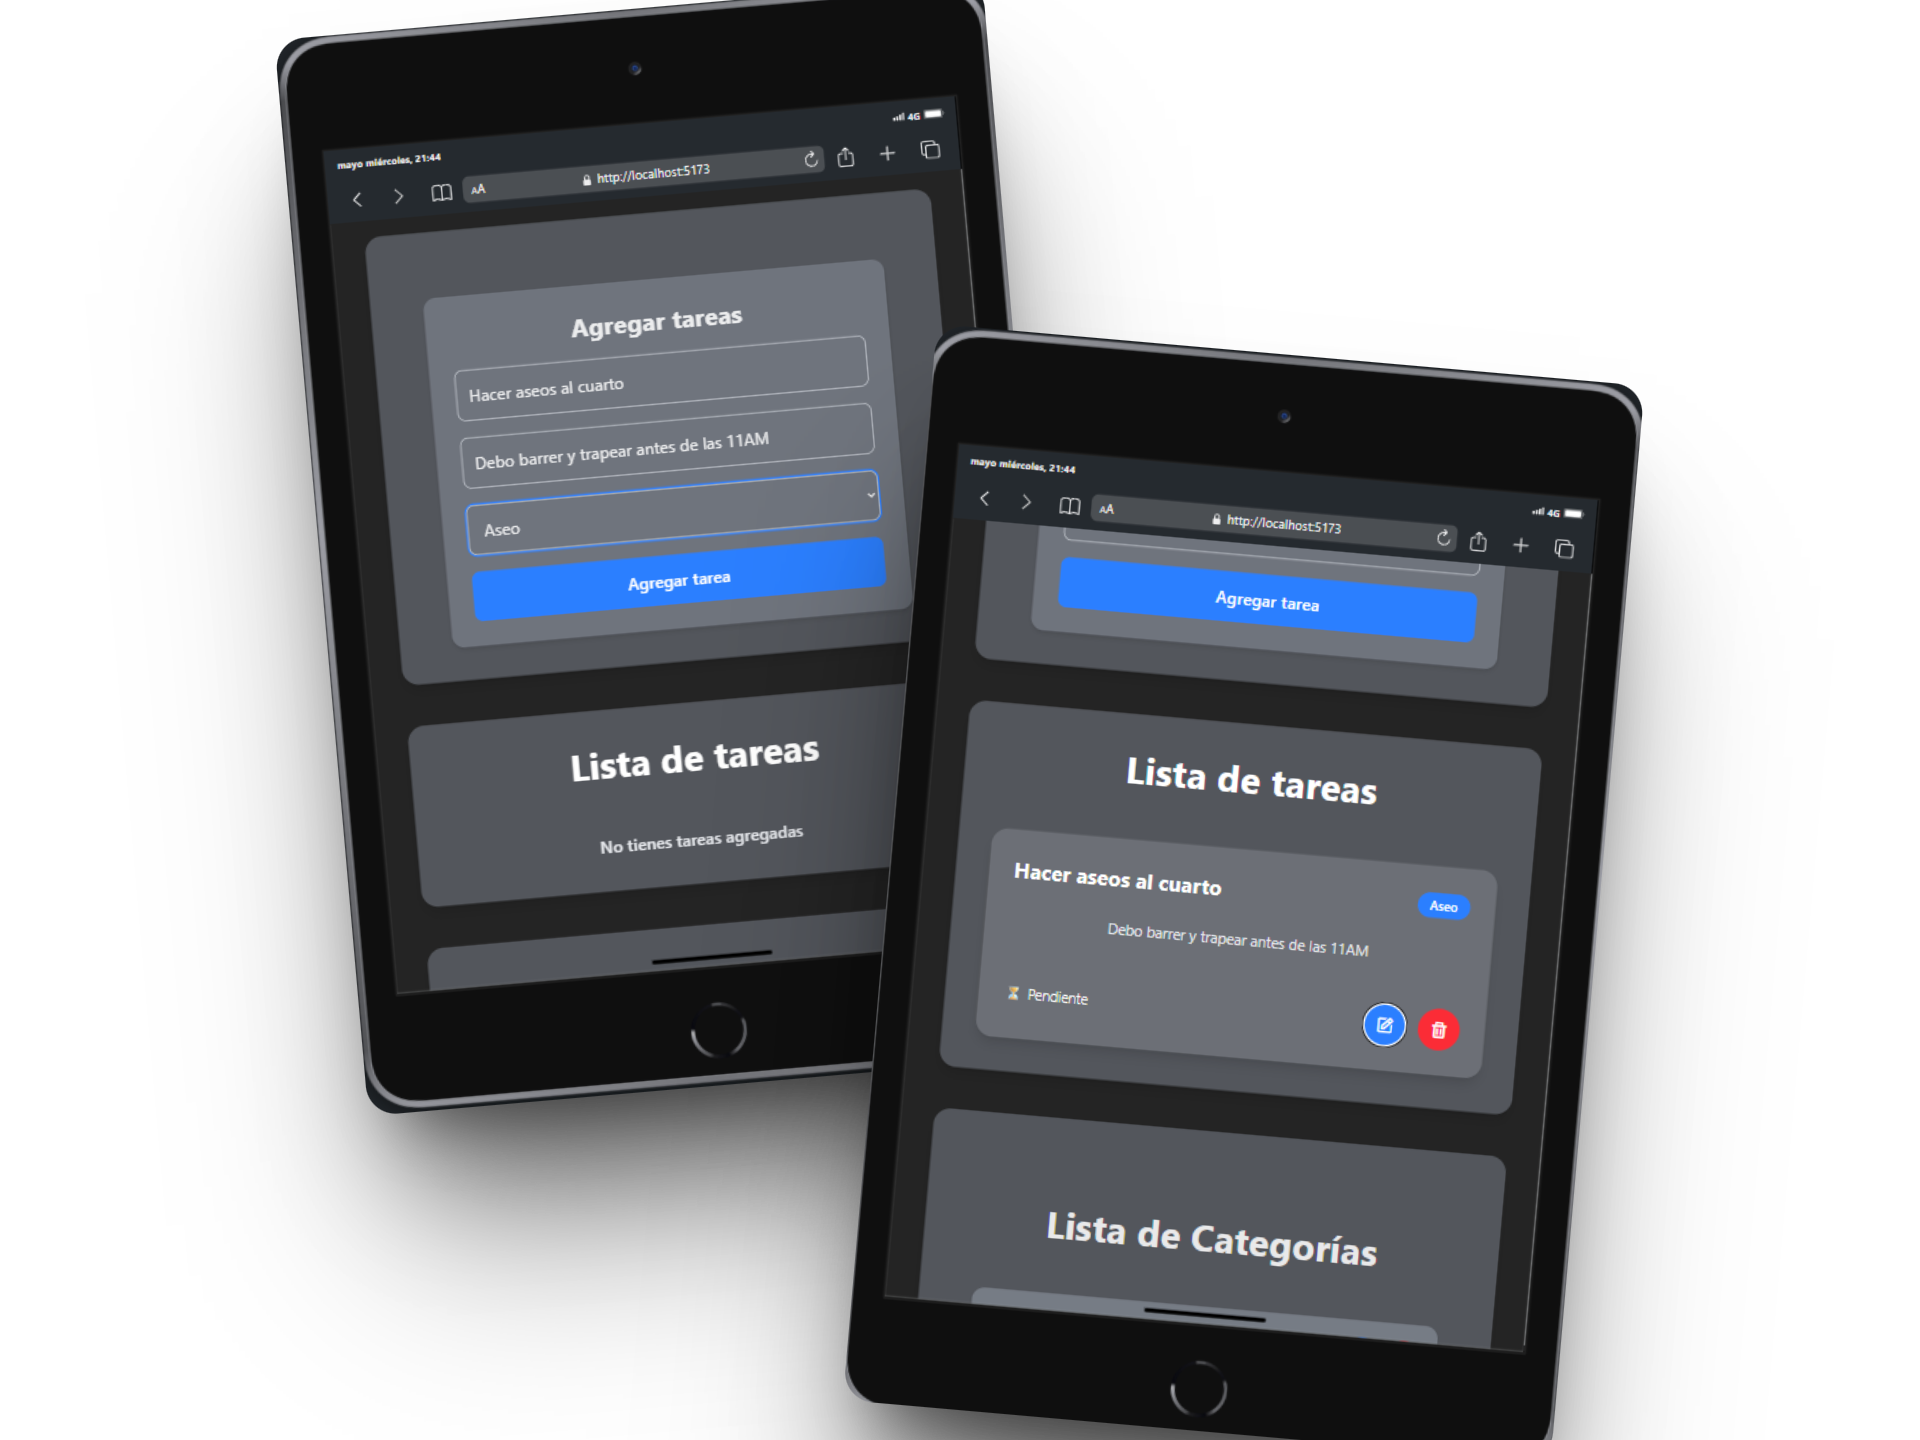 mayo miércoles, 21:44
4G
AA
http://localhost:5173
Agregar tareas
Hacer aseos al cuarto
Debo barrer y trapear antes de las 11AM
Aseo
Agregar tarea
Lista de tareas
No tienes tareas agregadas
mayo miércoles, 21:44
4G
AA
http://localhost:5173
Agregar tarea
Lista de tareas
Hacer aseos al cuarto
Aseo
Debo barrer y trapear antes de las 11AM
⏳ Pendiente
Lista de Categorías